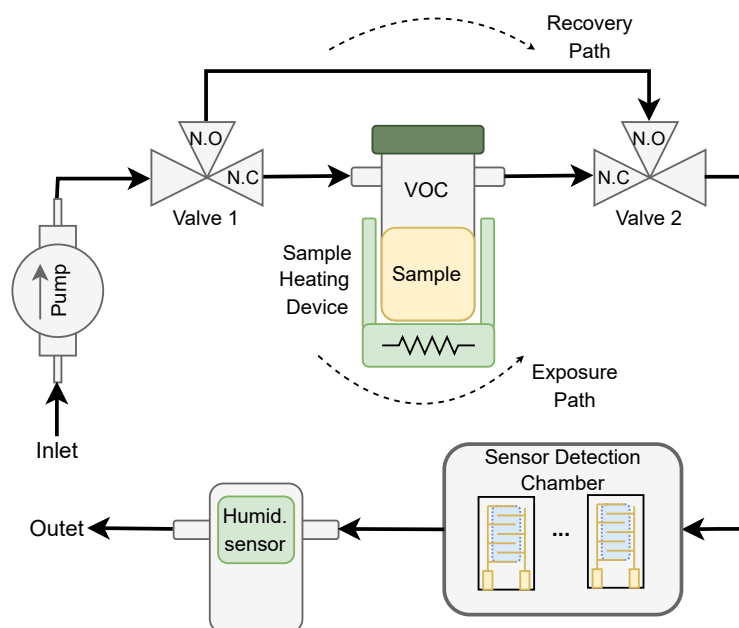 Recovery
Path
N.O
N.C
Valve 1
VOC
N.O
N.C
Valve 2
Pump
Sample
Heating
Device
Sample
Exposure
Path
Inlet
Sensor Detection
Chamber
...
Humid.
sensor
Outet